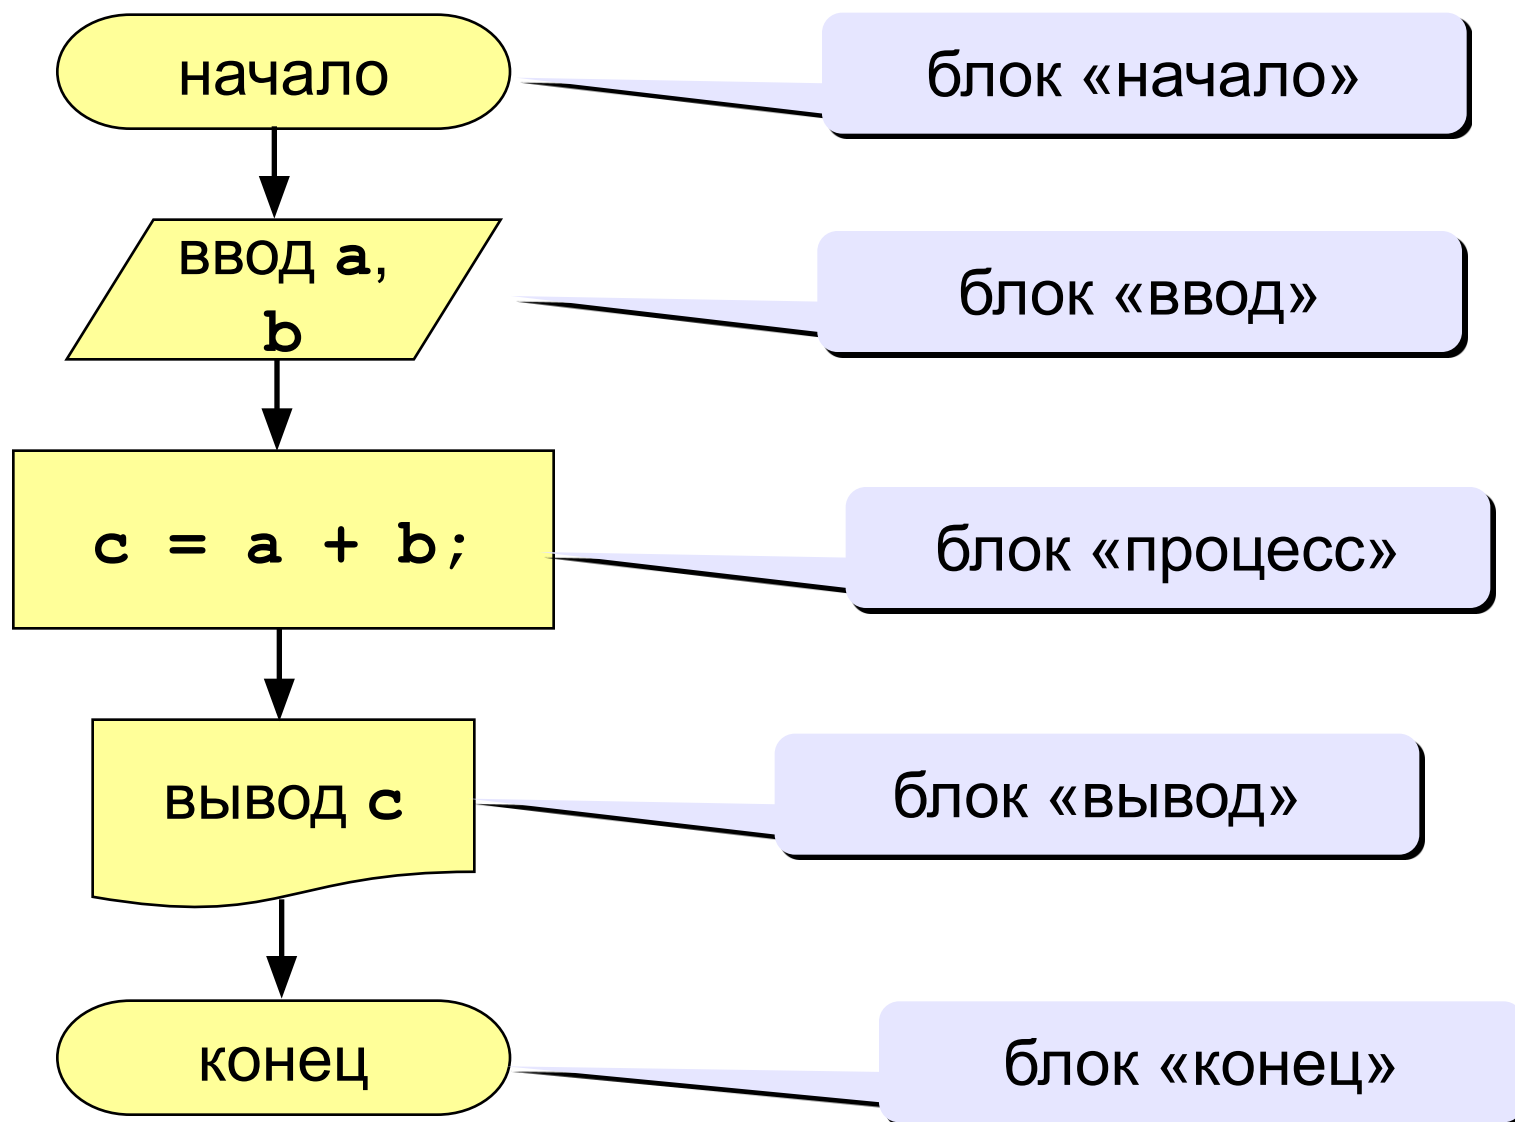 начало
блок «начало»
ввод a,
b
блок «ввод»
c = a + b;
блок «процесс»
вывод c
блок «вывод»
конец
блок «конец»